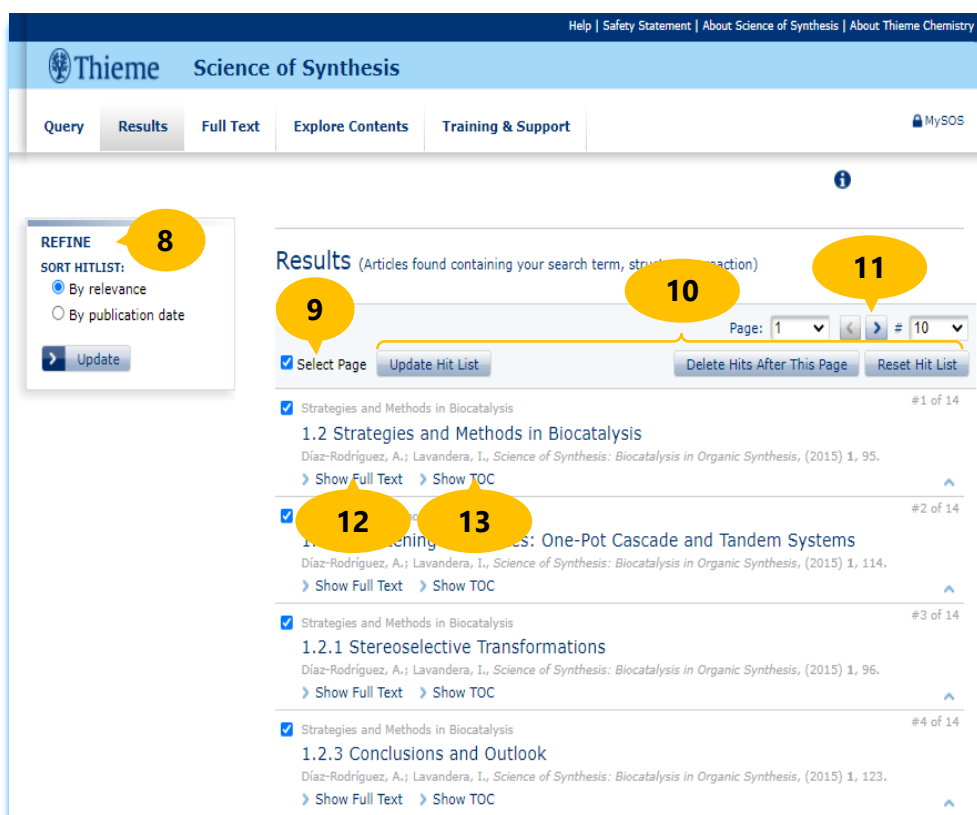 Help | Safety Statement | About Science of Synthesis | About Thieme Chemistry
Thieme Science of Synthesis
Query Results Full Text Explore Contents Training & Support MySOS
REFINE 8
SORT HITLIST:
By relevance
By publication date
Update
Results (Articles found containing your search term,
11
10
9
Page: 1 # 10
Select Page Update Hit List Delete Hits After This Page Reset Hit List
Strategies and Methods in Biocatalysis #1 of 14
1.2 Strategies and Methods in Biocatalysis
Díaz-Rodríguez, A.; Lavandera, I., Science of Synthesis: Biocatalysis in Organic Synthesis, (2015) 1, 95.
Show Full Text Show TOC
#2 of 14
12 13
One-Pot Cascade and Tandem Systems
Díaz-Rodríguez, A.; Lavandera, I., Science of Synthesis: Biocatalysis in Organic Synthesis, (2015) 1, 114.
Show Full Text Show TOC
Strategies and Methods in Biocatalysis #3 of 14
1.2.1 Stereoselective Transformations
Díaz-Rodríguez, A.; Lavandera, I., Science of Synthesis: Biocatalysis in Organic Synthesis, (2015) 1, 96.
Show Full Text Show TOC
Strategies and Methods in Biocatalysis #4 of 14
1.2.3 Conclusions and Outlook
Díaz-Rodríguez, A.; Lavandera, I., Science of Synthesis: Biocatalysis in Organic Synthesis, (2015) 1, 123.
Show Full Text Show TOC